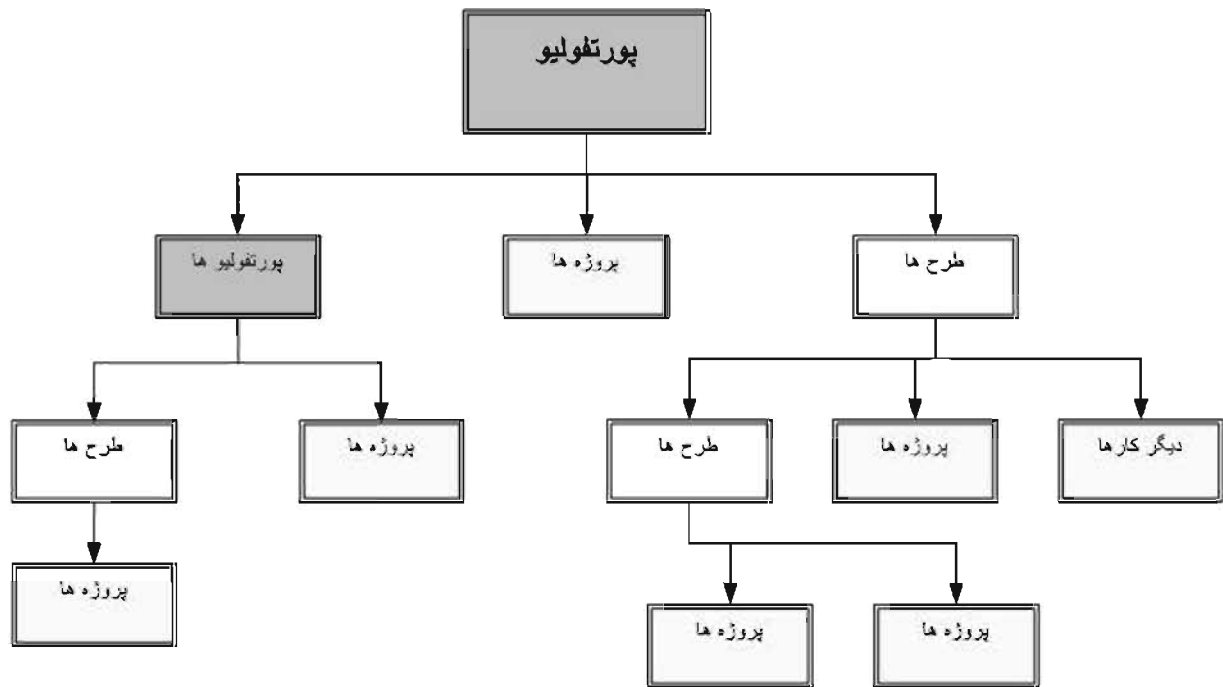 پورتفولیو
طرح ها
پروژه ها
پورتفولیو ها
دیگر کارها
پروژه ها
طرح ها
پروژه ها
طرح ها
پروژه ها
پروژه ها
پروژه ها